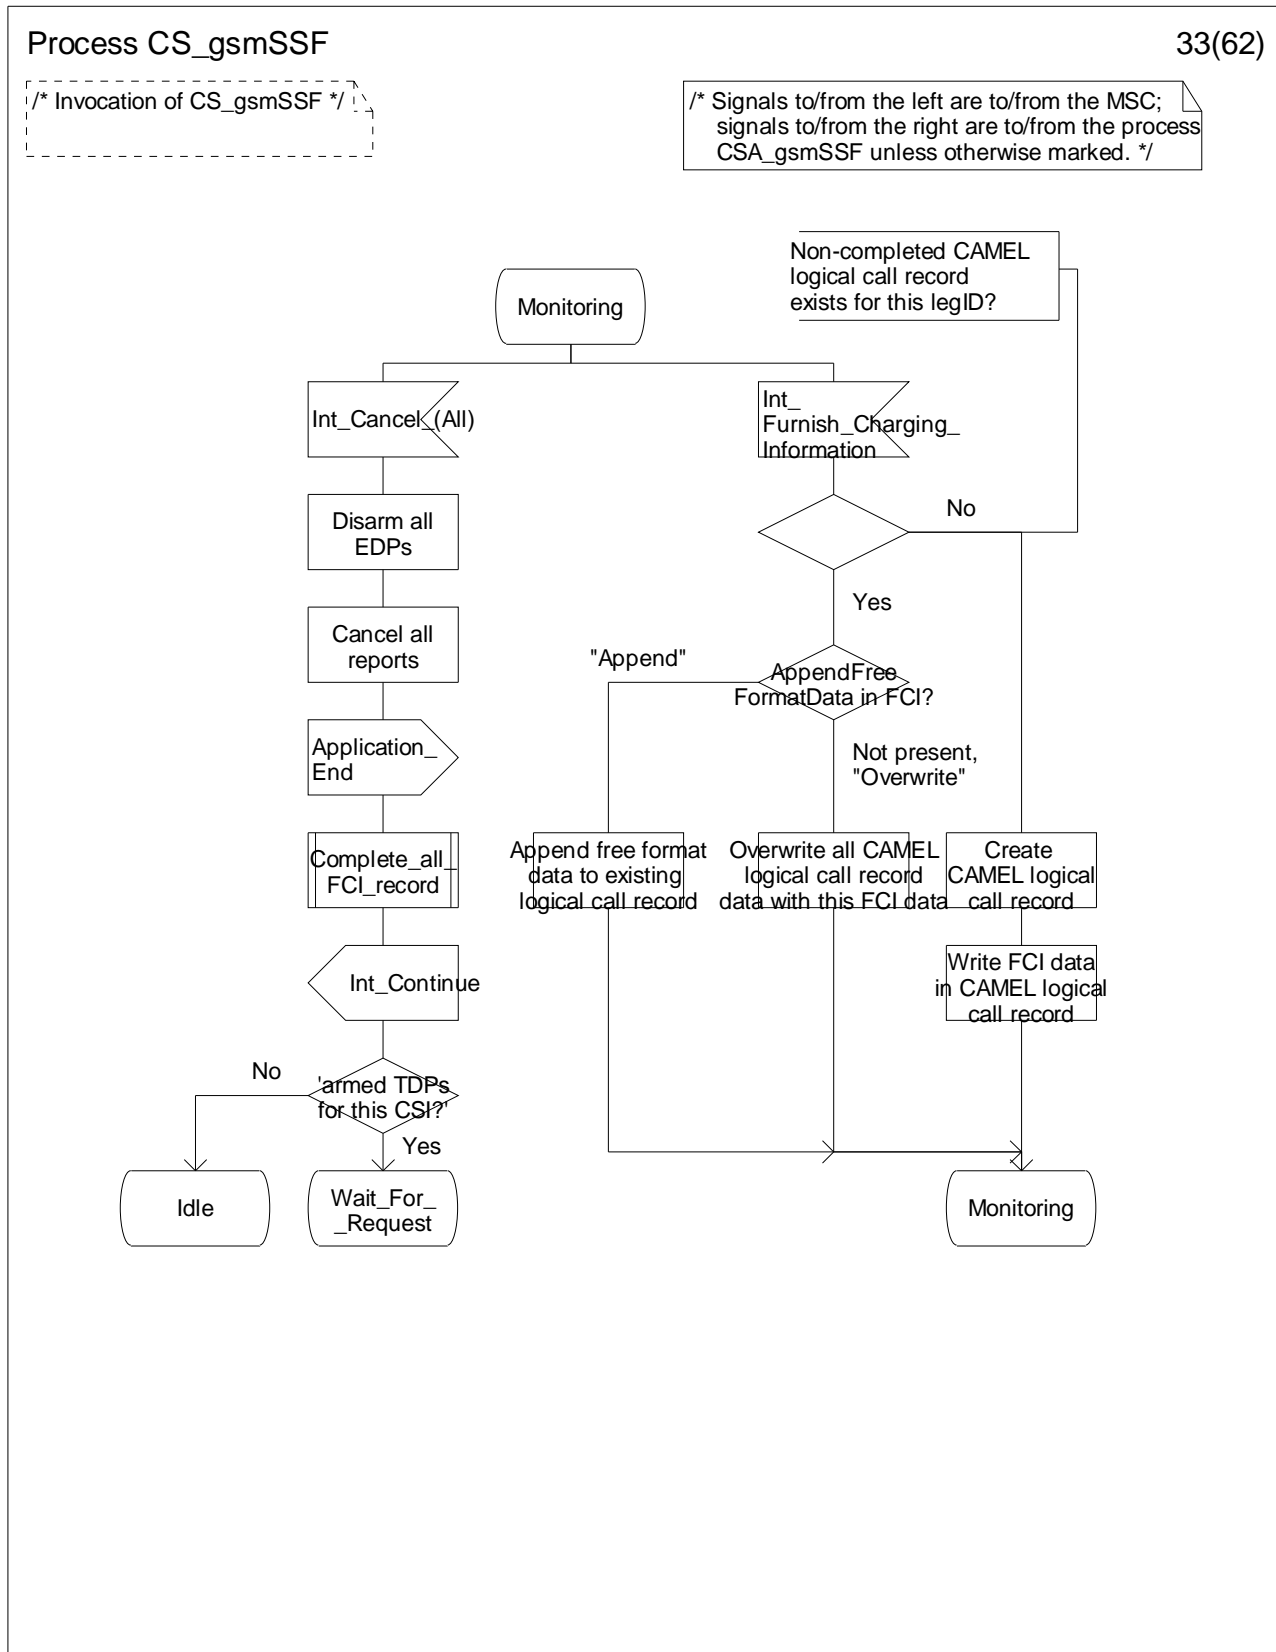 Process CS_gsmSSF
33(62)
/* Invocation of CS_gsmSSF */
/* Signals to/from the left are to/from the MSC;
signals to/from the right are to/from the process
CSA_gsmSSF unless otherwise marked. */
Non-completed CAMEL
logical call record
exists for this legID?
Monitoring
Int_Cancel_(All)
Int_
Furnish_Charging_
Information
Disarm all
EDPs
No
Yes
Cancel all
reports
"Append"
AppendFree
FormatData in FCI?
Application_
End
Not present,
"Overwrite"
Complete_all_
FCI_record
Append free format
data to existing
logical call record
Overwrite all CAMEL
logical call record
data with this FCI data
Create
CAMEL logical
call record
Int_Continue
Write FCI data
in CAMEL logical
call record
No
'armed TDPs
for this CSI?'
Yes
Idle
Wait_For_
_Request
Monitoring